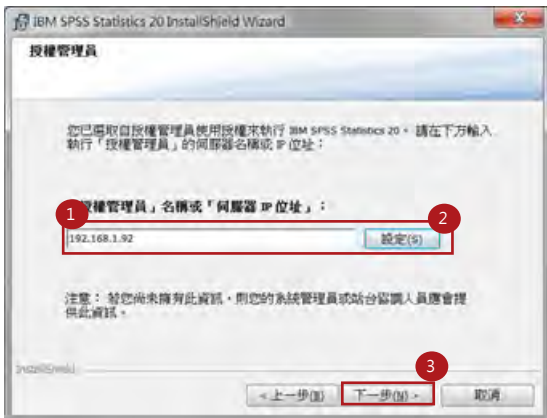 IBM SPSS Statistics 20 InstallShield Wizard
授權管理員
您已選取自授權管理員使用授權來執行 IBM SPSS Statistics 20。 請在下方輸入
執行「授權管理員」的伺服器名稱或 IP 位址：
授權管理員」名稱或「伺服器 IP 位址」：
1
2
192.168.1.92
設定(S)
注意： 若您尚未擁有此資訊，則您的系統管理員或站台協調人員應會提
供此資訊。
3
InstallShield
< 上一步(B)
下一步(N) >
取消